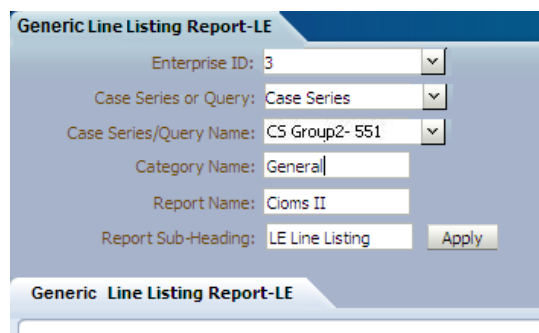 Generic Line Listing Report-LE
Enterprise ID: 3
Case Series or Query: Case Series
Case Series/Query Name: CS Group2- 551
Category Name: General
Report Name: Cioms II
Report Sub-Heading: LE Line Listing Apply
Generic Line Listing Report-LE